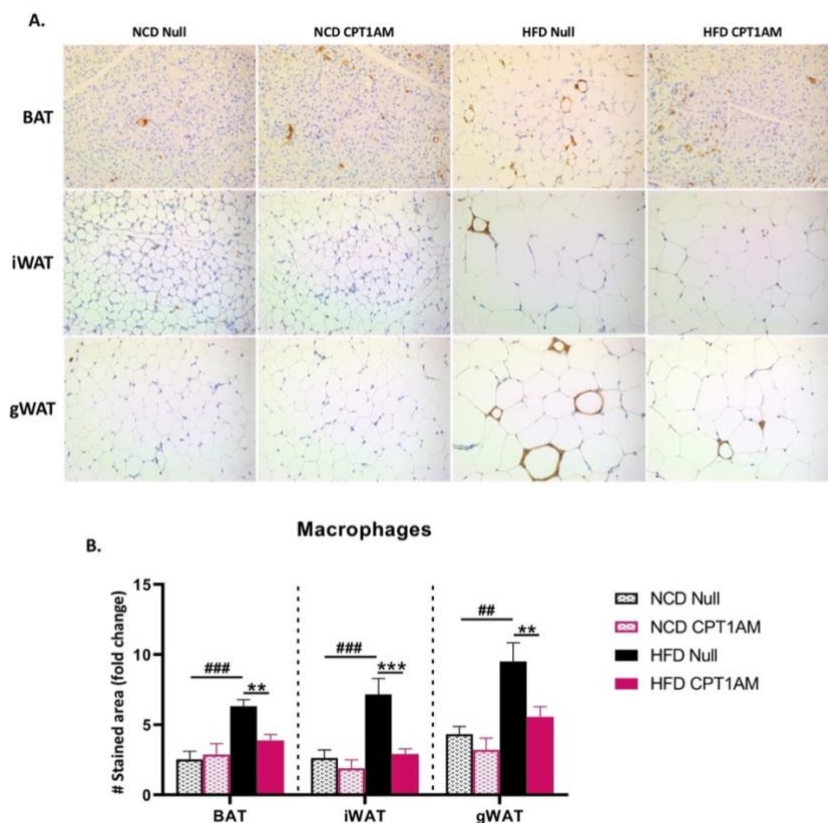 A.
NCD Null NCD CPT1AM HFD Null HFD CPT1AM
BAT
iWAT
gWAT
Macrophages
B.
# Stained area (fold change)
15
10
5
0
###
**
###
***
##
**
BAT iWAT gWAT
NCD Null
NCD CPT1AM
HFD Null
HFD CPT1AM